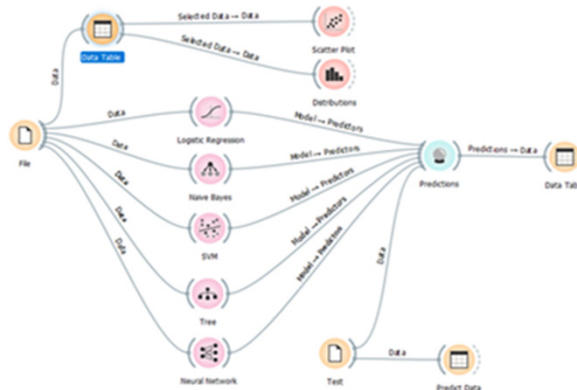 Selected Data → Data
Data Table
Selected Data → Data
Scatter Plot
Data
Distributions
File
Data
Logistic Regression
Model → Predictors
Data
Naive Bayes
Model → Predictors
Predictions
Predictions → Data
Data Tab
Data
SVM
Model → Predictors
Data
Tree
Model → Predictors
Data
Neural Network
Model → Predictors
Data
Test
Data
Predict Data